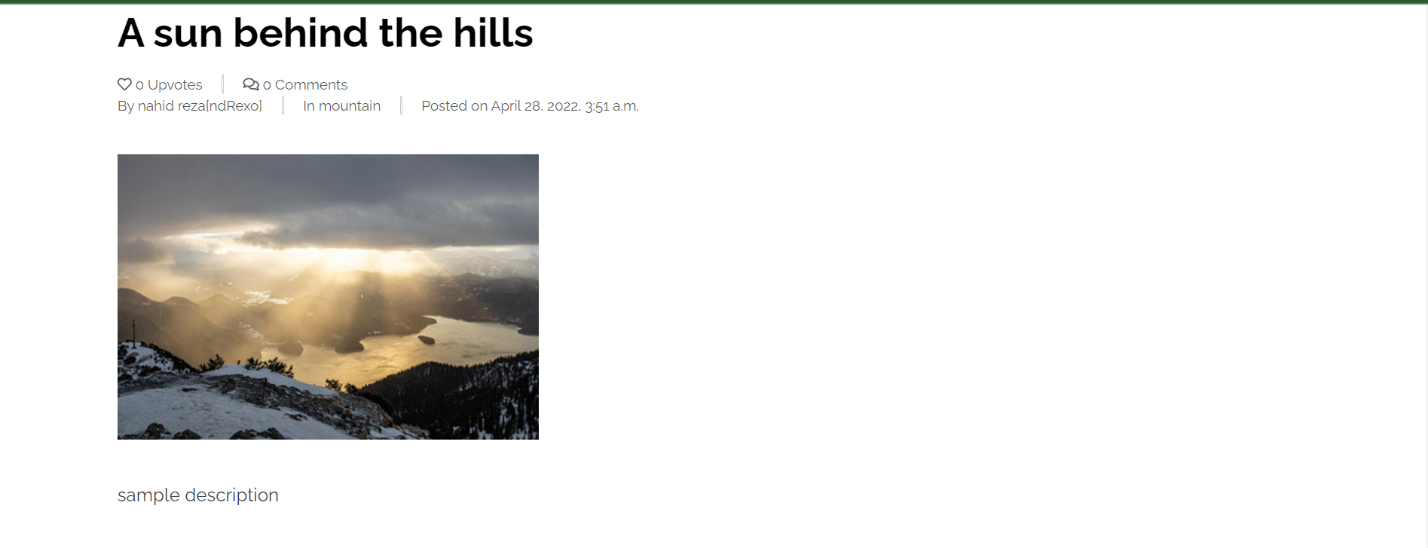 A sun behind the hills
0 Upvotes 0 Comments
By nahid reza[ndRexo] In mountain Posted on April 28, 2022, 3:51 a.m.
sample description